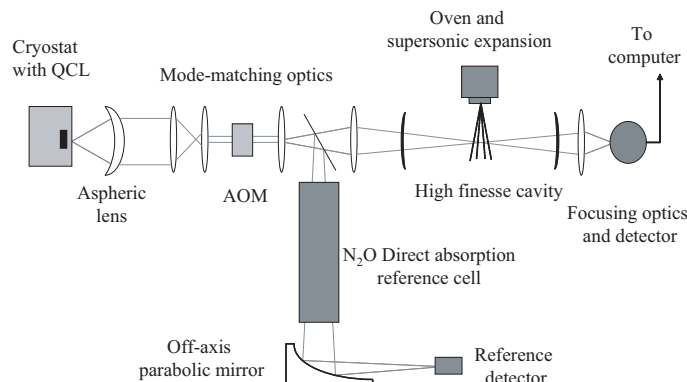 Cryostat
with QCL
Mode-matching optics
Oven and
supersonic expansion
To
computer
Aspheric
lens
AOM
High finesse cavity
Focusing optics
and detector
N₂O Direct absorption
reference cell
Off-axis
parabolic mirror
Reference
detector